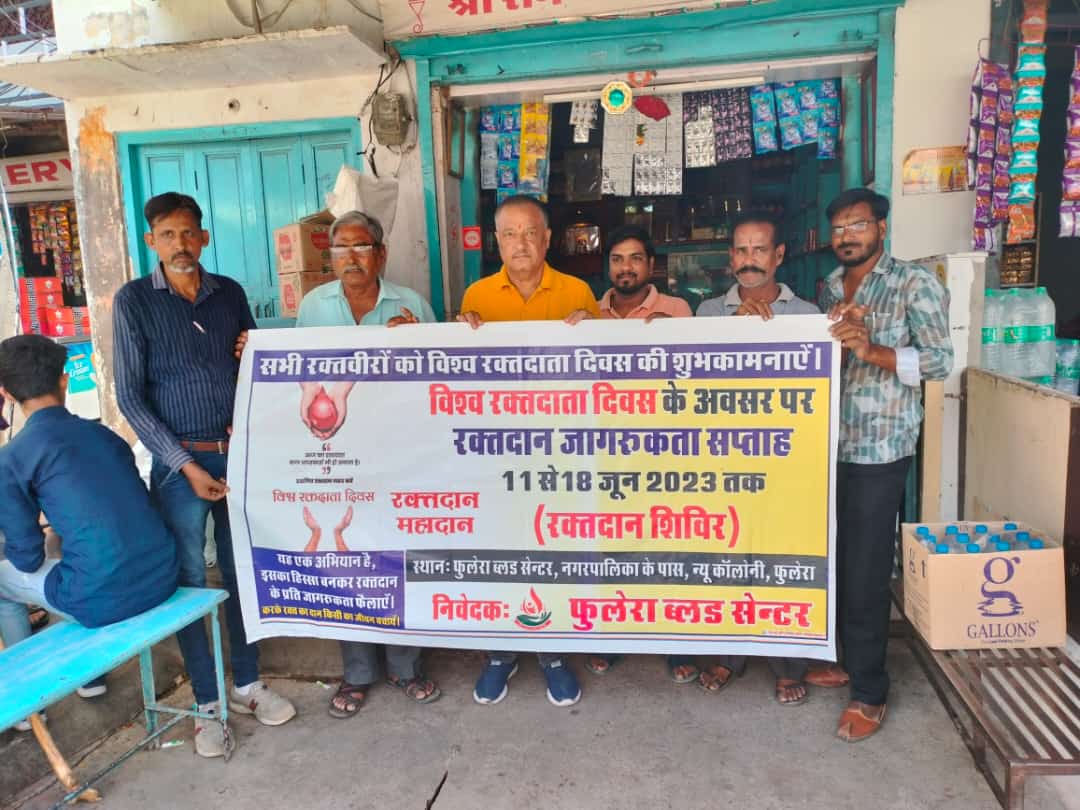 श्री राम
ERY
सभी रक्तवीरों को विश्व रक्तदाता दिवस की शुभकामनाऐं।
विश्व रक्तदाता दिवस के अवसर पर
रक्तदान जागरूकता सप्ताह
11 से 18 जून 2023 तक
(रक्तदान शिविर)
विश्व रक्तदाता दिवस
रक्तदान
महादान
यह एक अभियान है,
इसका हिस्सा बनकर रक्तदान
के प्रति जागरूकता फैलाऐं।
करके रक्त का दान किसी का जीवन बचायें।
स्थानः फुलेरा ब्लड सेन्टर, नगरपालिका के पास, न्यू कॉलोनी, फुलेरा
निवेदकः फुलेरा ब्लड सेन्टर
g
GALLONS